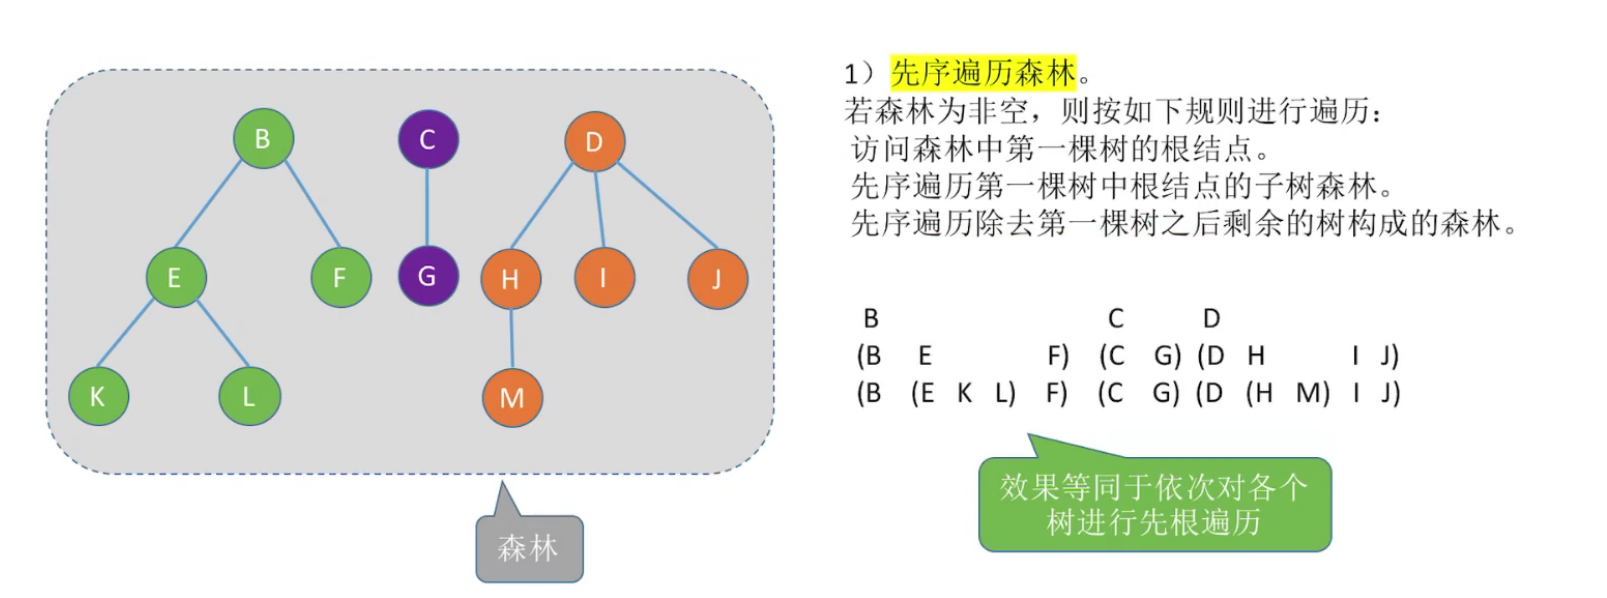 B
C
D
E
F
G
H
I
J
K
L
M
森林
1）先序遍历森林。
若森林为非空，则按如下规则进行遍历：
访问森林中第一棵树的根结点。
先序遍历第一棵树中根结点的子树森林。
先序遍历除去第一棵树之后剩余的树构成的森林。
B C D
(B E F) (C G) (D H I J)
(B (E K L) F) (C G) (D (H M) I J)
效果等同于依次对各个
树进行先根遍历